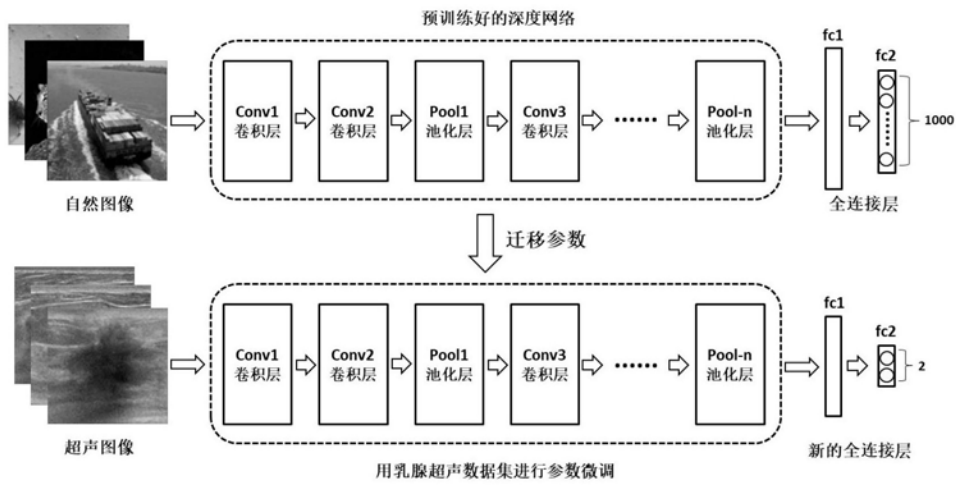 预训练好的深度网络
fc1
fc2
Conv1
卷积层
Conv2
卷积层
Pool1
池化层
Conv3
卷积层
……
Pool-n
池化层
1000
自然图像
全连接层
迁移参数
fc1
fc2
Conv1
卷积层
Conv2
卷积层
Pool1
池化层
Conv3
卷积层
……
Pool-n
池化层
2
超声图像
新的全连接层
用乳腺超声数据集进行参数微调